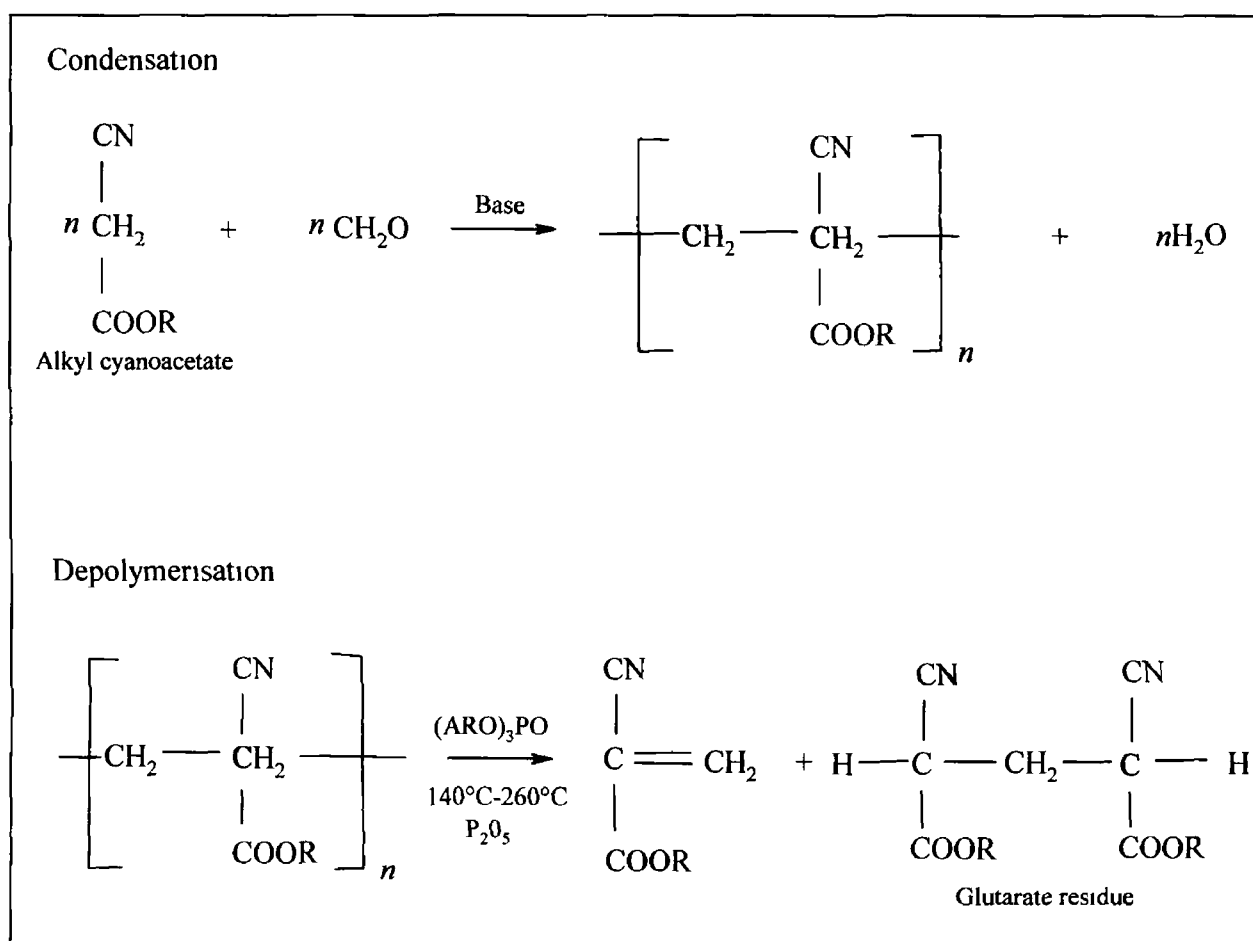 Condensation
CN
n CH₂ + n CH₂O Base CH₂ CH₂ CN COOR n + nH₂O
COOR
Alkyl cyanoacetate
Depolymerisation
CN CN CN CN
CH₂ CH₂ (ARO)₃PO C CH₂ + H C CH₂ C H
140°C-260°C
P₂0₅
COOR n COOR COOR COOR
Glutarate residue